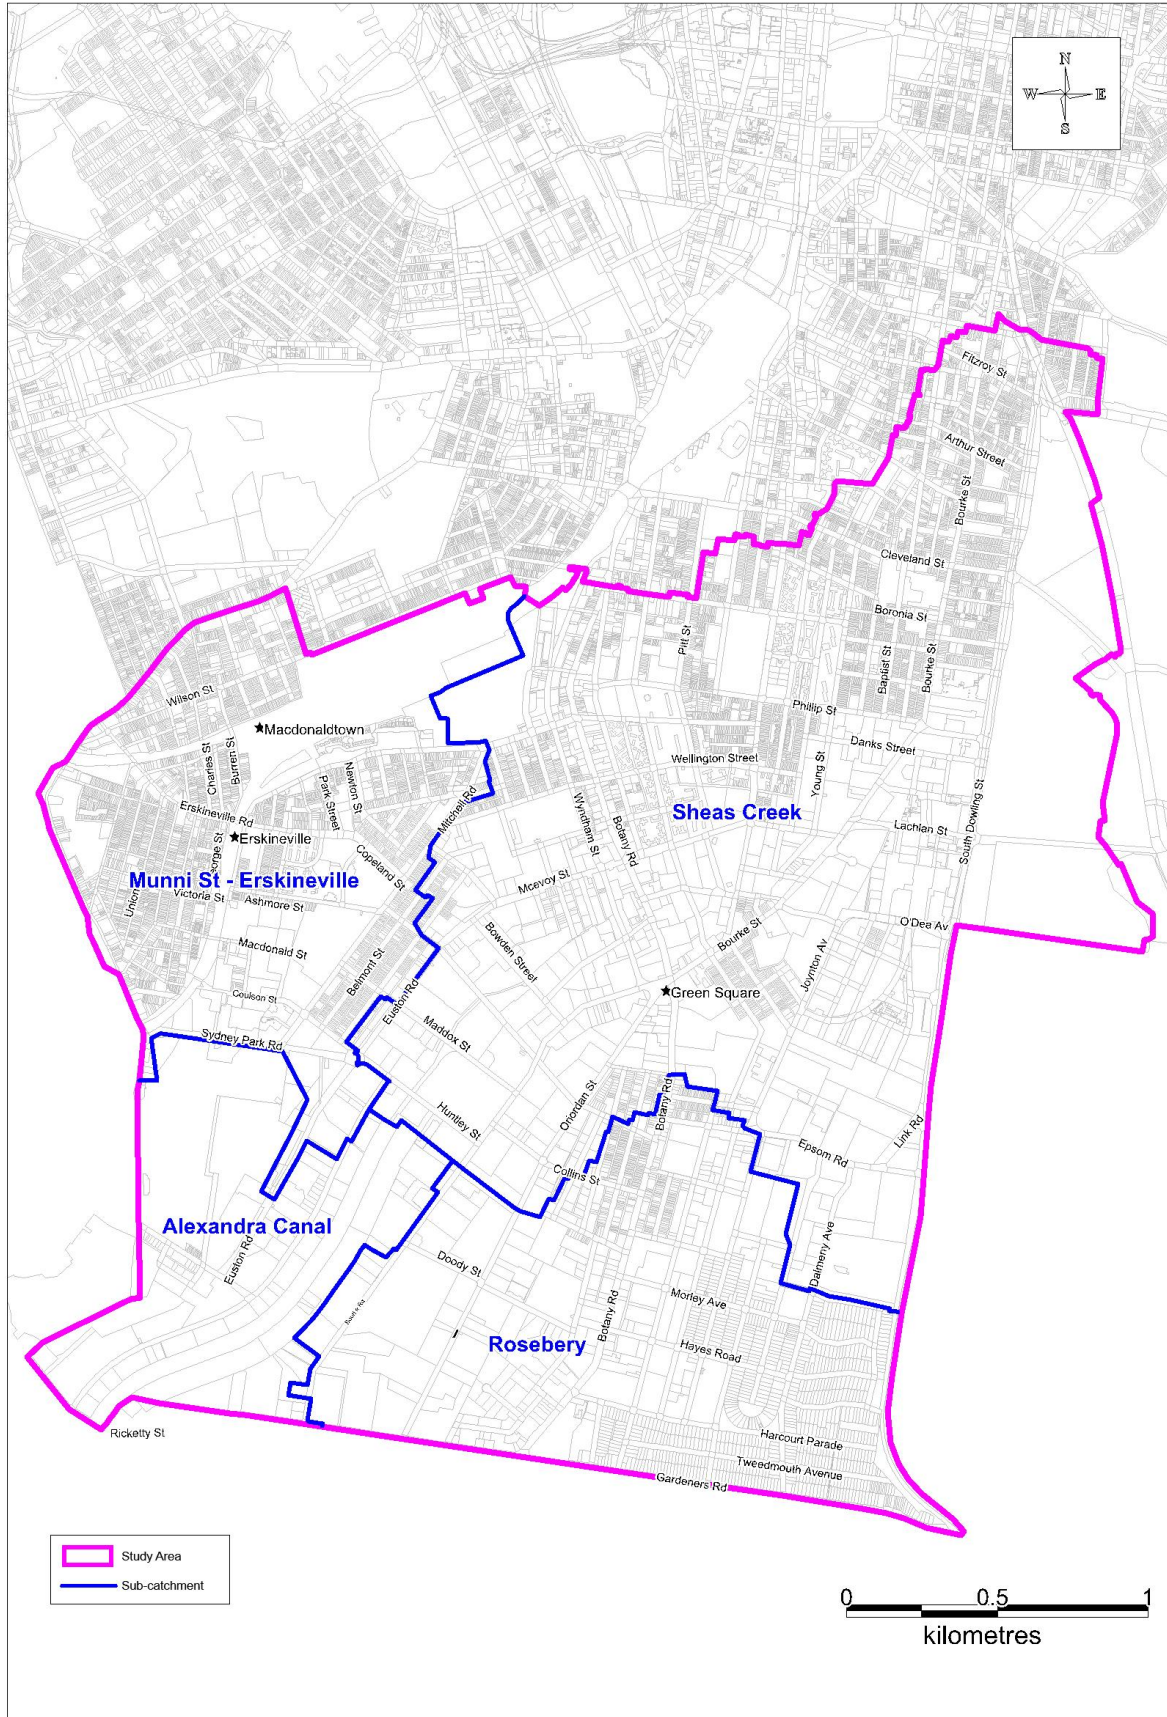 N
W E
S
Fitzroy St
Arthur Street
Bourke St
Cleveland St
Boronia St
Pitt St
Baptist St
Bourke St
Wilson St
Phillip St
Macdonaldtown
Danks Street
Charles St
Burren St
Wellington Street
Newton St
Park Street
Young St
South Dowling St
Mitchell Rd
Wyndham St
Botany Rd
Sheas Creek
Erskineville Rd
Lachlan St
Erskineville
Copeland St
Munni St - Erskineville
Mcevoy St
Union
Victoria St
Ashmore St
O'Dea Av
Bourke St
Bowden Street
Macdonald St
Belmont St
Joynton Av
Green Square
Coulson St
Euston Rd
Maddox St
Sydney Park Rd
Oriordan St
Botany Rd
Huntley St
Link Rd
Epsom Rd
Collins St
Alexandra Canal
Euston Rd
Dalmeny Ave
Doody St
Morley Ave
Botany Rd
Rosebery
Hayes Road
Ricketty St
Harcourt Parade
Tweedmouth Avenue
Gardeners Rd
Study Area
Sub-catchment
0 0.5 1
kilometres